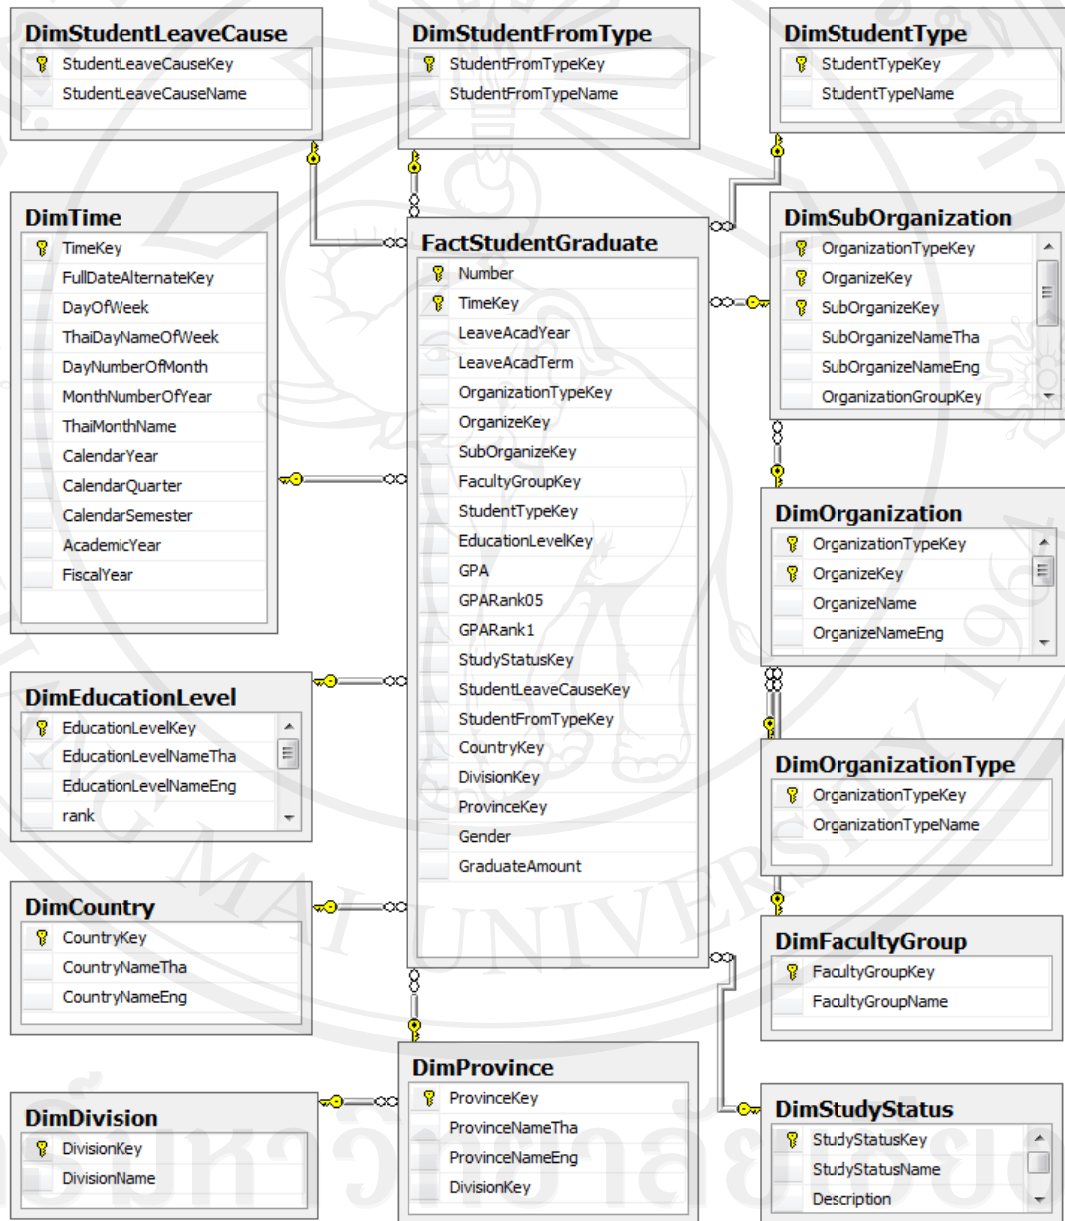 DimStudentLeaveCause
StudentLeaveCauseKey
StudentLeaveCauseName
DimStudentFromType
StudentFromTypeKey
StudentFromTypeName
DimStudentType
StudentTypeKey
StudentTypeName
DimTime
TimeKey
FullDateAlternateKey
DayOfWeek
ThaiDayNameOfWeek
DayNumberOfMonth
MonthNumberOfYear
ThaiMonthName
CalendarYear
CalendarQuarter
CalendarSemester
AcademicYear
FiscalYear
FactStudentGraduate
Number
TimeKey
LeaveAcadYear
LeaveAcadTerm
OrganizationTypeKey
OrganizeKey
SubOrganizeKey
FacultyGroupKey
StudentTypeKey
EducationLevelKey
GPA
GPARank05
GPARank1
StudyStatusKey
StudentLeaveCauseKey
StudentFromTypeKey
CountryKey
DivisionKey
ProvinceKey
Gender
GraduateAmount
DimSubOrganization
OrganizationTypeKey
OrganizeKey
SubOrganizeKey
SubOrganizeNameTha
SubOrganizeNameEng
OrganizationGroupKey
DimOrganization
OrganizationTypeKey
OrganizeKey
OrganizeName
OrganizeNameEng
DimEducationLevel
EducationLevelKey
EducationLevelNameTha
EducationLevelNameEng
rank
DimOrganizationType
OrganizationTypeKey
OrganizationTypeName
DimCountry
CountryKey
CountryNameTha
CountryNameEng
DimFacultyGroup
FacultyGroupKey
FacultyGroupName
DimDivision
DivisionKey
DivisionName
DimProvince
ProvinceKey
ProvinceNameTha
ProvinceNameEng
DivisionKey
DimStudyStatus
StudyStatusKey
StudyStatusName
Description
MAI UNIVERSITY 1964